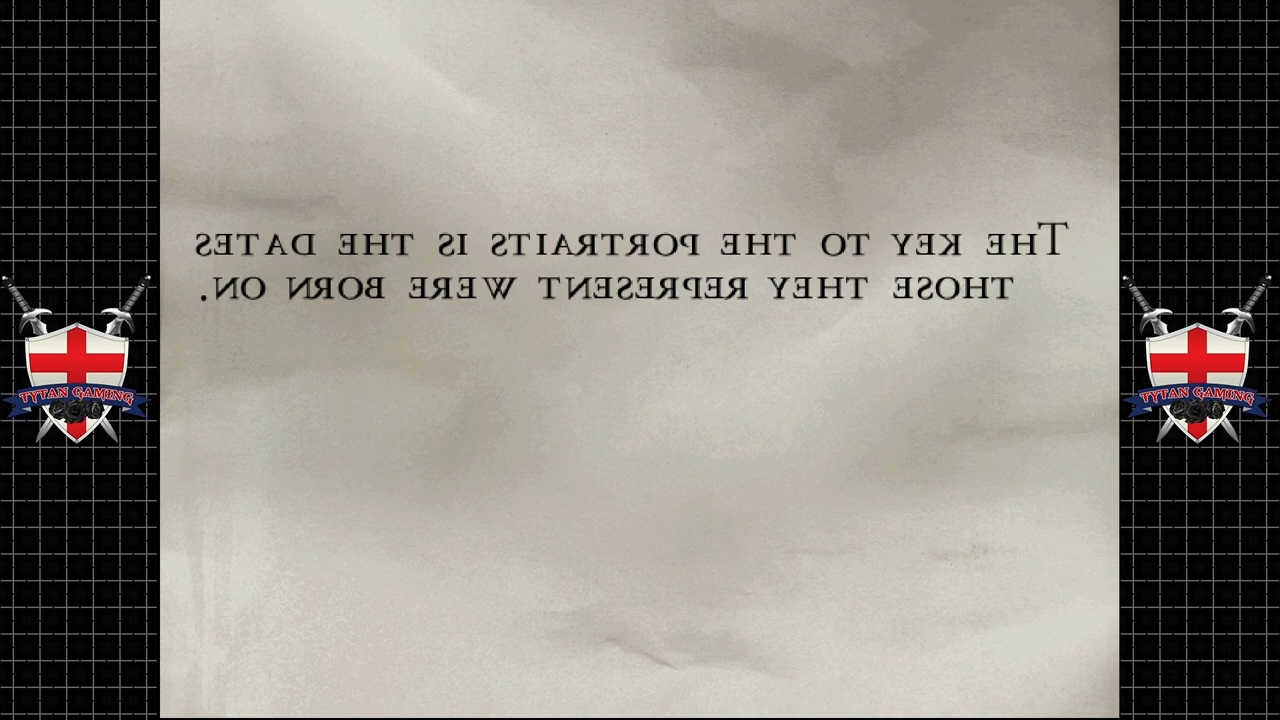 The key to the portraits is the dates
those they represent were born on.
TYTAN GAMING
TYTAN GAMING